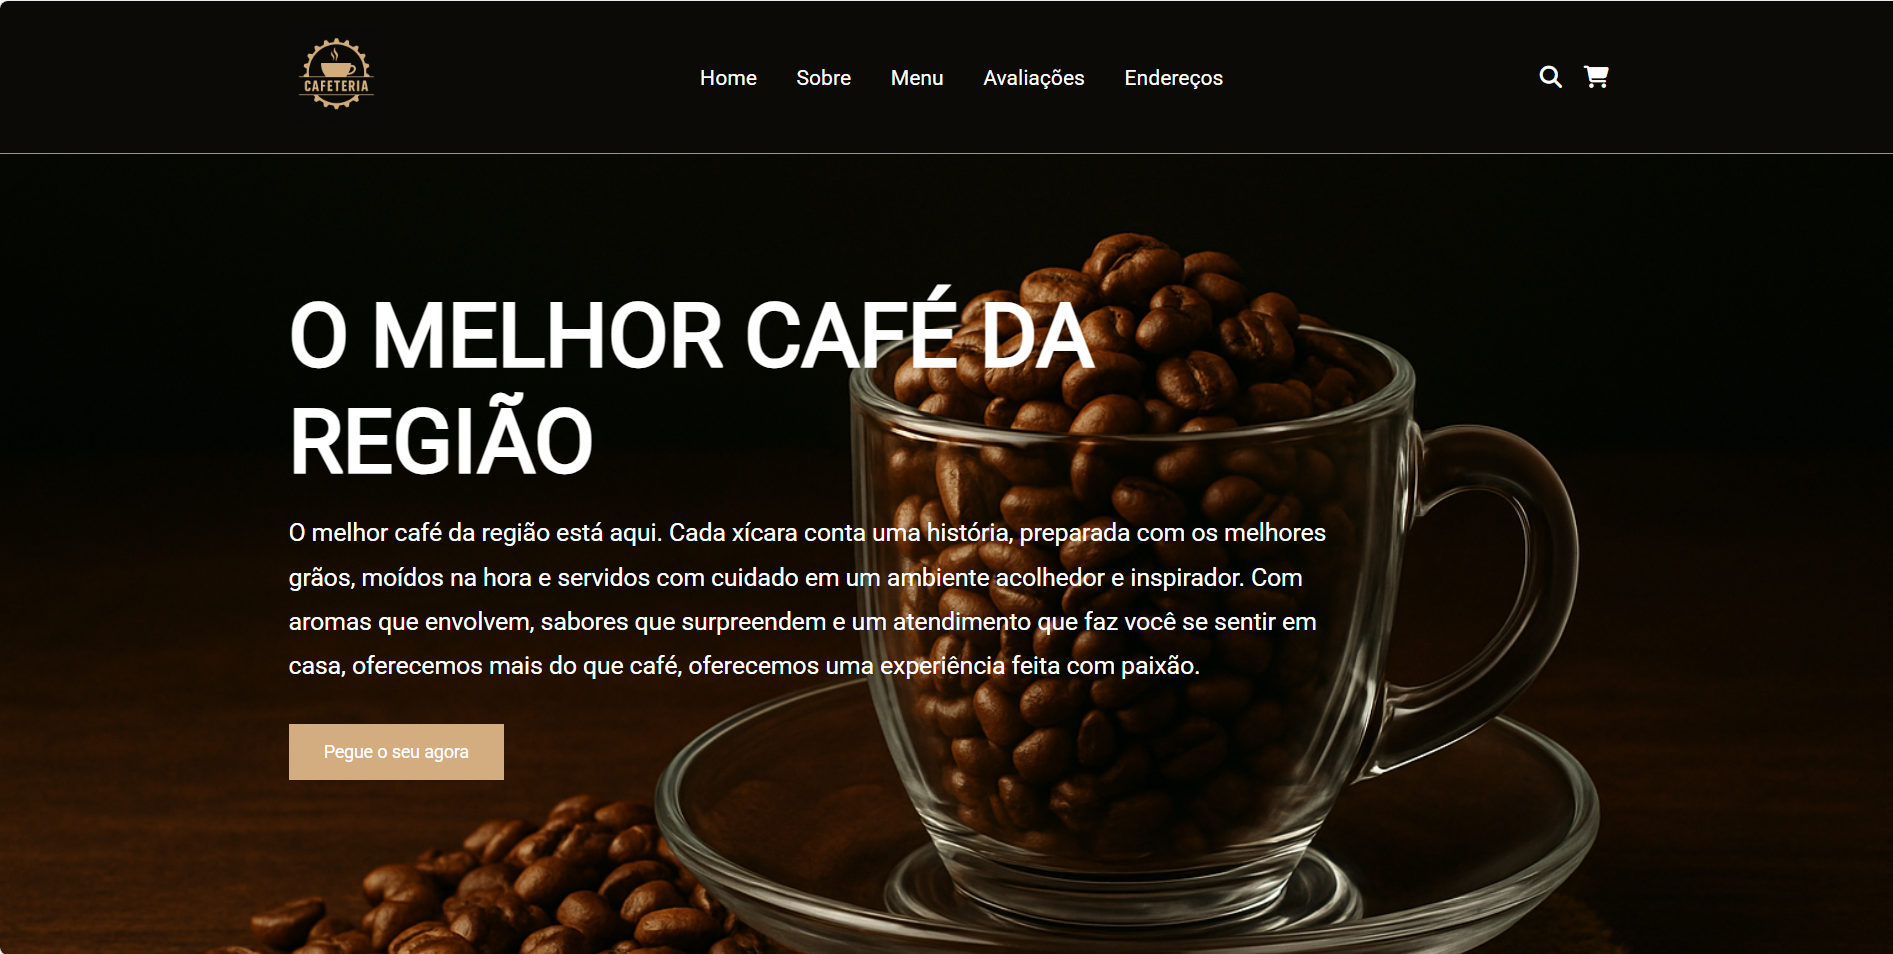 CAFETERIA
Home Sobre Menu Avaliações Endereços
O MELHOR CAFÉ DA
REGIÃO
O melhor café da região está aqui. Cada xícara conta uma história, preparada com os melhores
grãos, moídos na hora e servidos com cuidado em um ambiente acolhedor e inspirador. Com
aromas que envolvem, sabores que surpreendem e um atendimento que faz você se sentir em
casa, oferecemos mais do que café, oferecemos uma experiência feita com paixão.
Pegue o seu agora